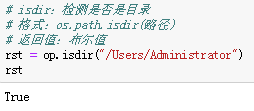 # isdir：检测是否是目录
# 格式：os.path.isdir(路径)
# 返回值：布尔值
rst = op.isdir("/Users/Administrator")
rst
True